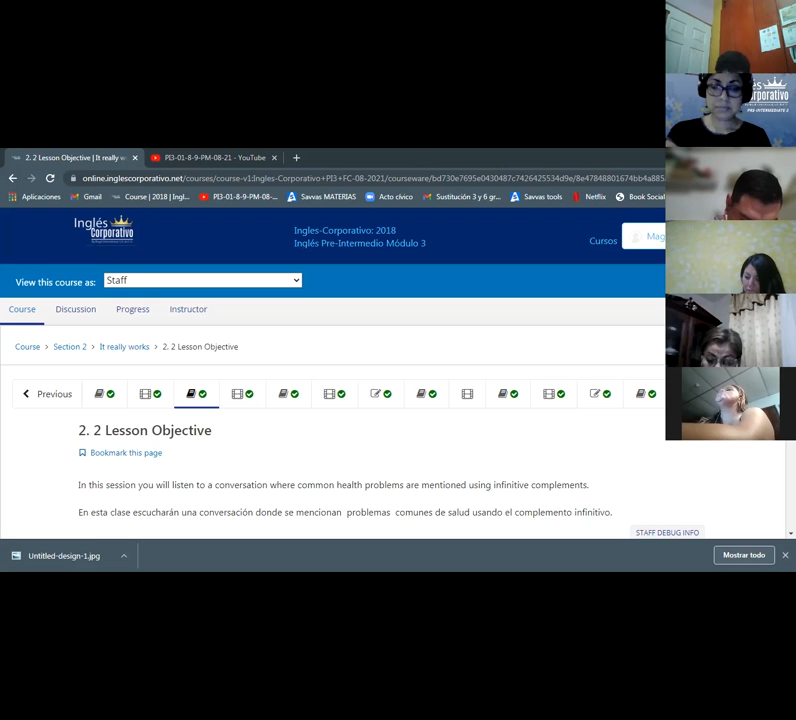 2. 2 Lesson Objective | It really w
PI3-01-8-9-PM-08-21 - YouTube
online.inglescorporativo.net/courses/course-v1:Ingles-Corporativo+PI3+FC-08-2021/courseware/bd730e7695e0430487c7426425534d9e/8e47848801674bb4a885
Aplicaciones
Gmail
Course | 2018 | Ingl...
PI3-01-8-9-PM-08-...
Savvas MATERIAS
Acto cívico
Sustitución 3 y 6 gr...
Savvas tools
Netflix
Book Social
Inglés
Corporativo
Ingles-Corporativo: 2018
Inglés Pre-Intermedio Módulo 3
Cursos
Mag
View this course as:
Staff
Course
Discussion
Progress
Instructor
Course > Section 2 > It really works > 2. 2 Lesson Objective
Previous
2. 2 Lesson Objective
Bookmark this page
In this session you will listen to a conversation where common health problems are mentioned using infinitive complements.
En esta clase escucharán una conversación donde se mencionan problemas comunes de salud usando el complemento infinitivo.
STAFF DEBUG INFO
Untitled-design-1.jpg
Mostrar todo
PRE-INTERMEDIATE 2